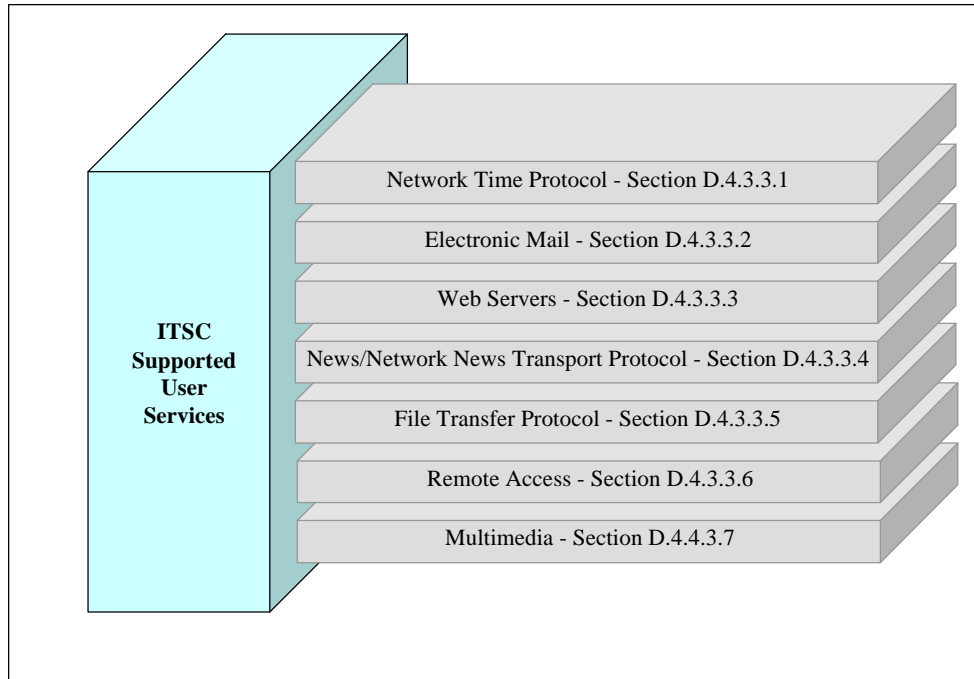 ITSC
Supported
User
Services
Network Time Protocol - Section D.4.3.3.1
Electronic Mail - Section D.4.3.3.2
Web Servers - Section D.4.3.3.3
News/Network News Transport Protocol - Section D.4.3.3.4
File Transfer Protocol - Section D.4.3.3.5
Remote Access - Section D.4.3.3.6
Multimedia - Section D.4.4.3.7